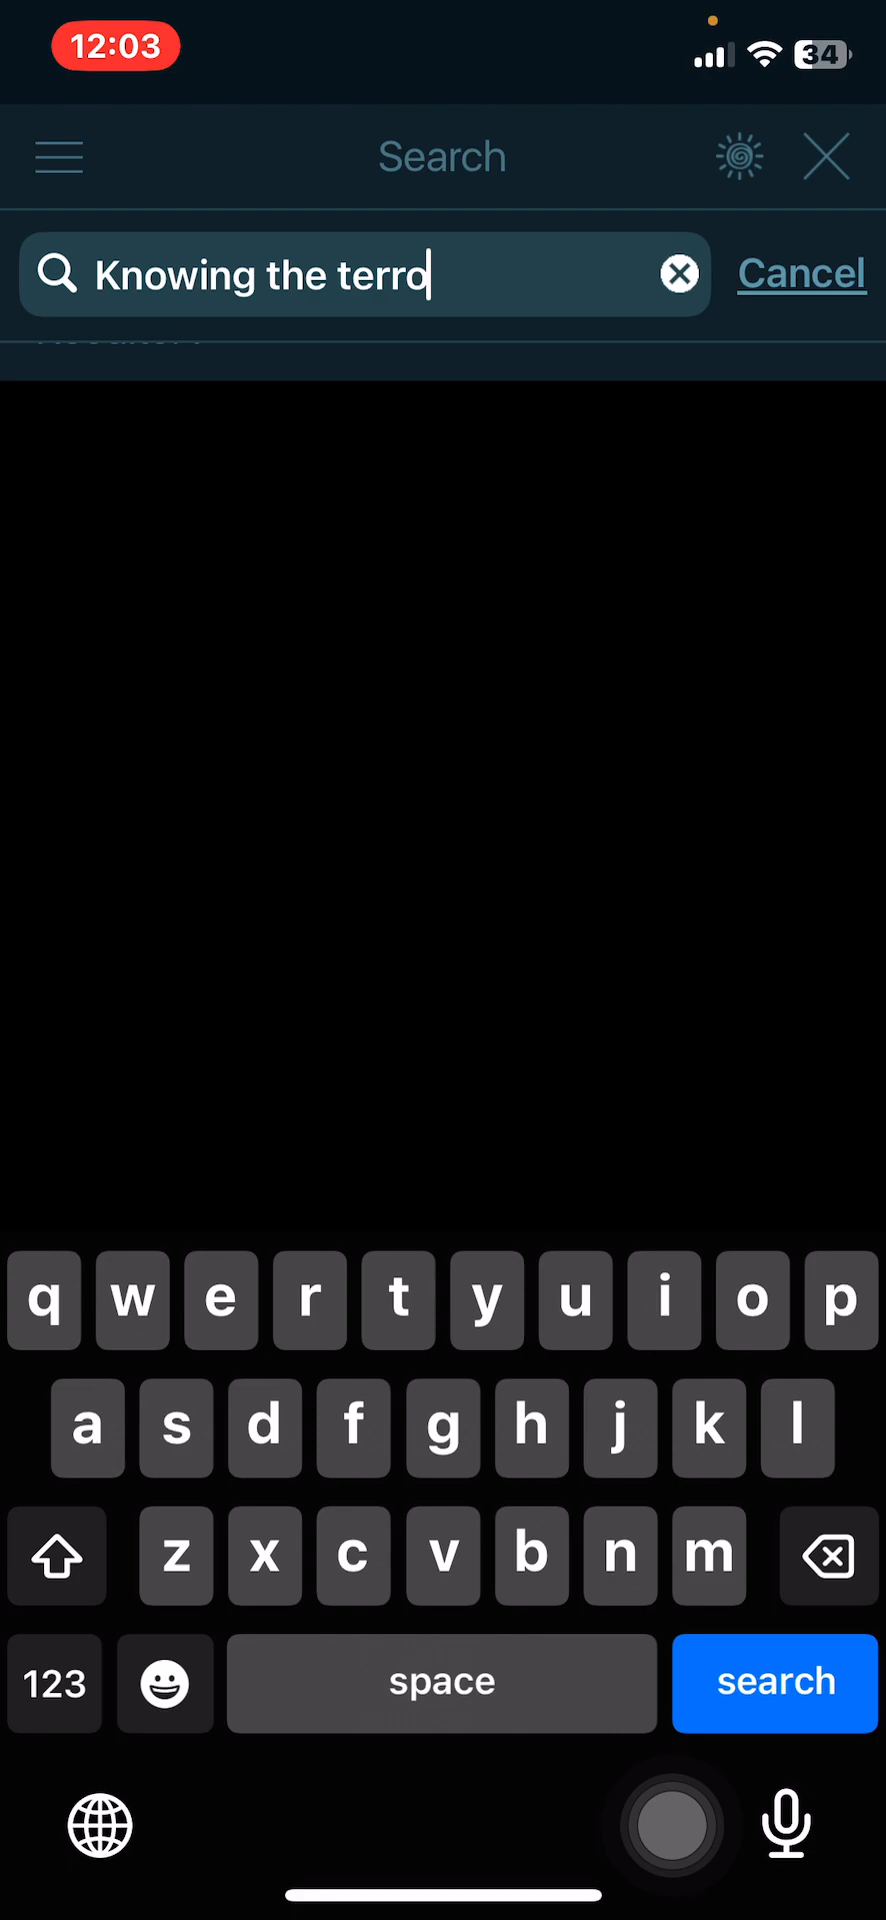 12:03
34
Search
Knowing the terro
Cancel
q w e r t y u i o p
a s d f g h j k l
z x c v b n m
123 space search